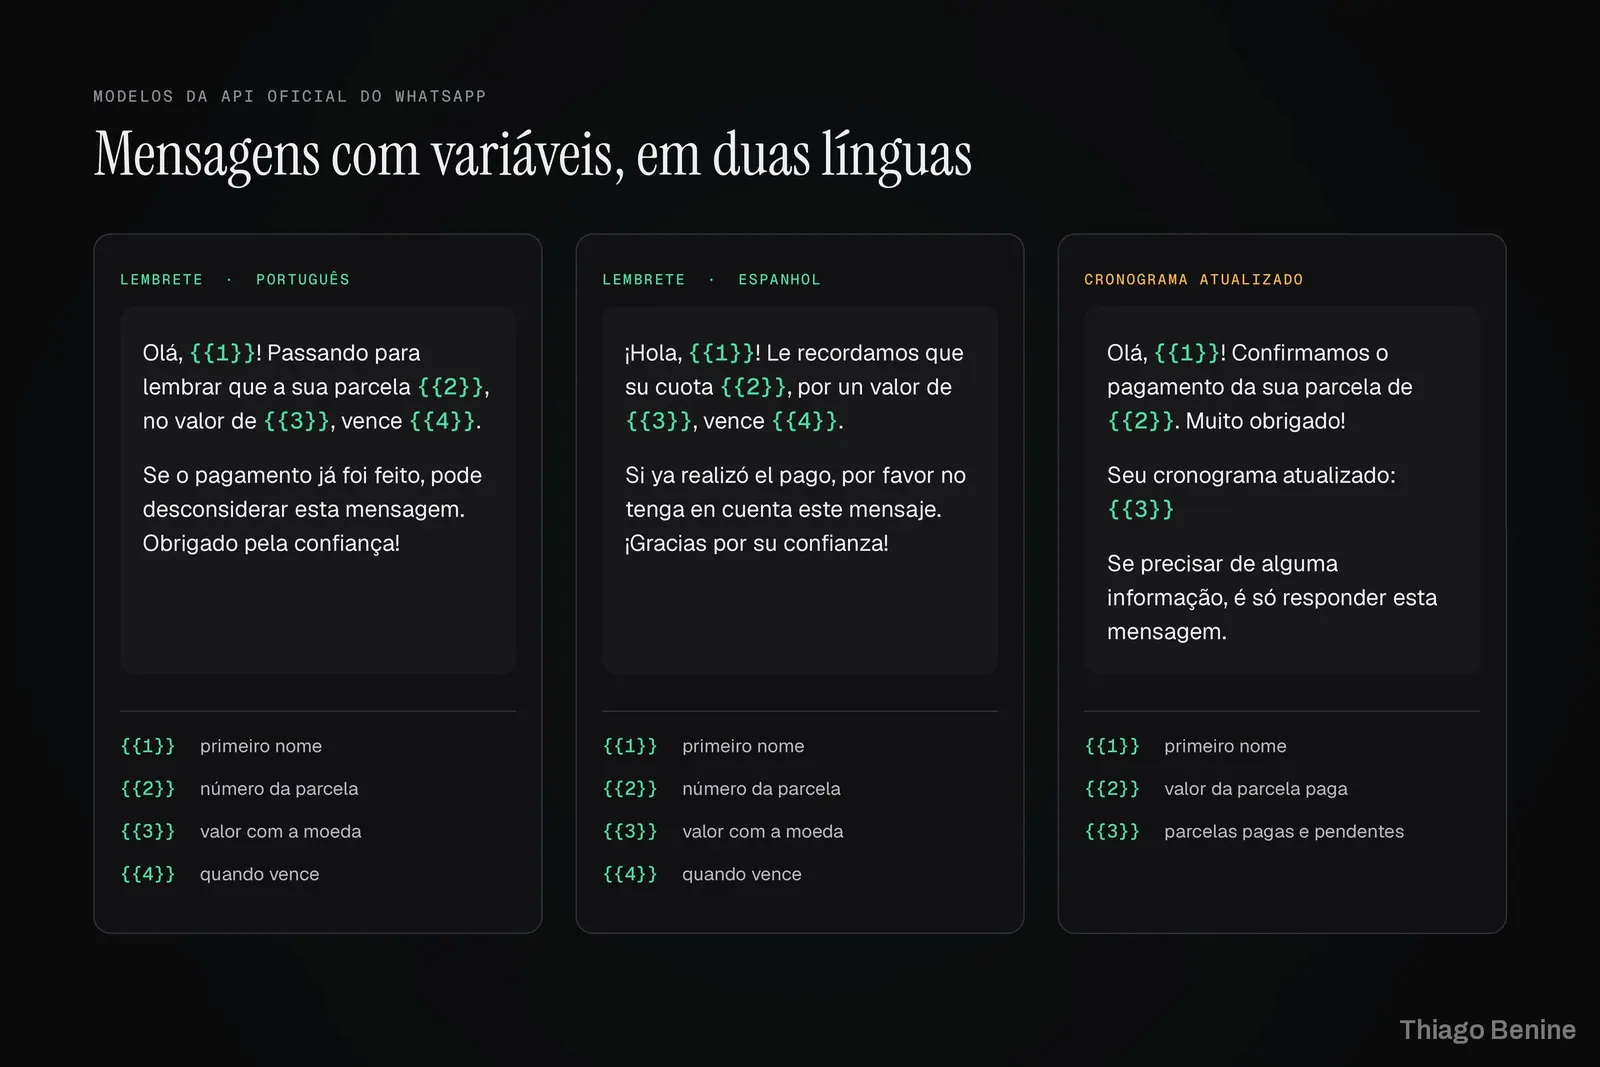 MODELOS DA API OFICIAL DO WHATSAPP
Mensagens com variáveis, em duas línguas
LEMBRETE · PORTUGUÊS
Olá, {{1}}! Passando para
lembrar que a sua parcela {{2}},
no valor de {{3}}, vence {{4}}.
Se o pagamento já foi feito, pode
desconsiderar esta mensagem.
Obrigado pela confiança!
{{1}} primeiro nome
{{2}} número da parcela
{{3}} valor com a moeda
{{4}} quando vence
LEMBRETE · ESPANHOL
¡Hola, {{1}}! Le recordamos que
su cuota {{2}}, por un valor de
{{3}}, vence {{4}}.
Si ya realizó el pago, por favor no
tenga en cuenta este mensaje.
¡Gracias por su confianza!
{{1}} primeiro nome
{{2}} número da parcela
{{3}} valor com a moeda
{{4}} quando vence
CRONOGRAMA ATUALIZADO
Olá, {{1}}! Confirmamos o
pagamento da sua parcela de
{{2}}. Muito obrigado!
Seu cronograma atualizado:
{{3}}
Se precisar de alguma
informação, é só responder esta
mensagem.
{{1}} primeiro nome
{{2}} valor da parcela paga
{{3}} parcelas pagas e pendentes
Thiago Benine